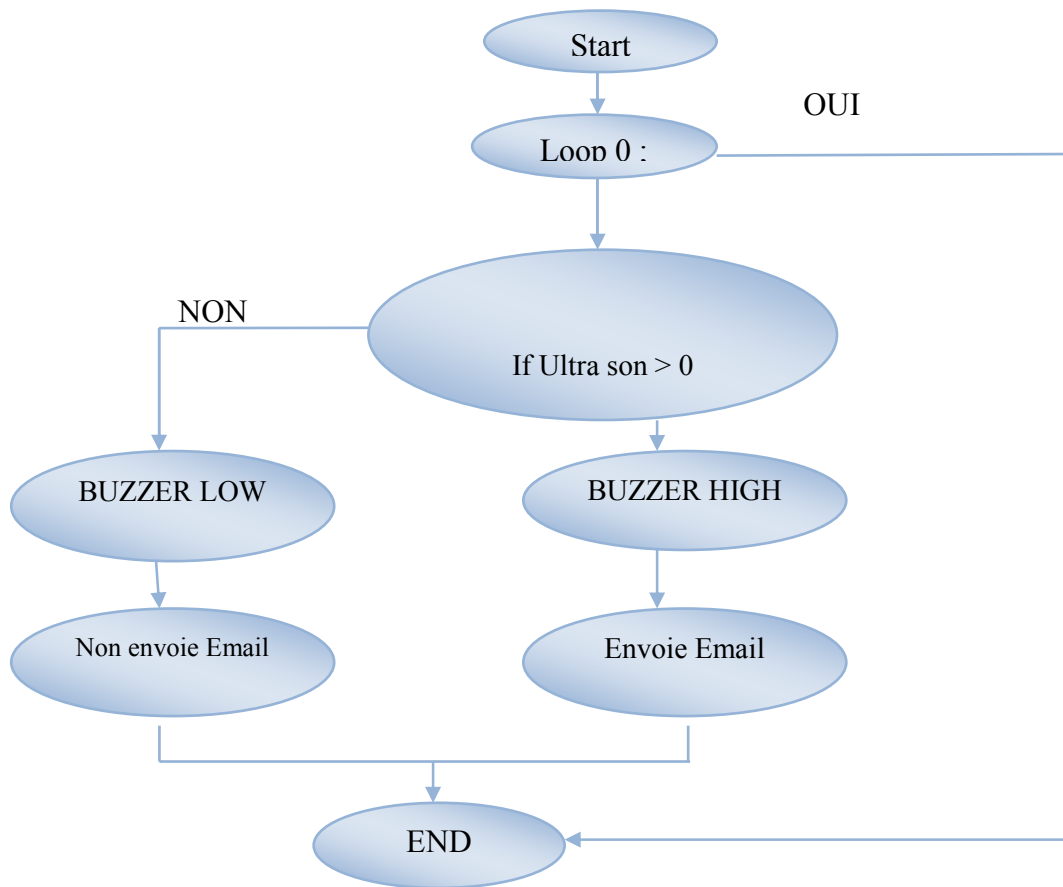 Start
OUI
Loop 0 :
NON
If Ultra son > 0
BUZZER LOW
BUZZER HIGH
Non envoie Email
Envoie Email
END